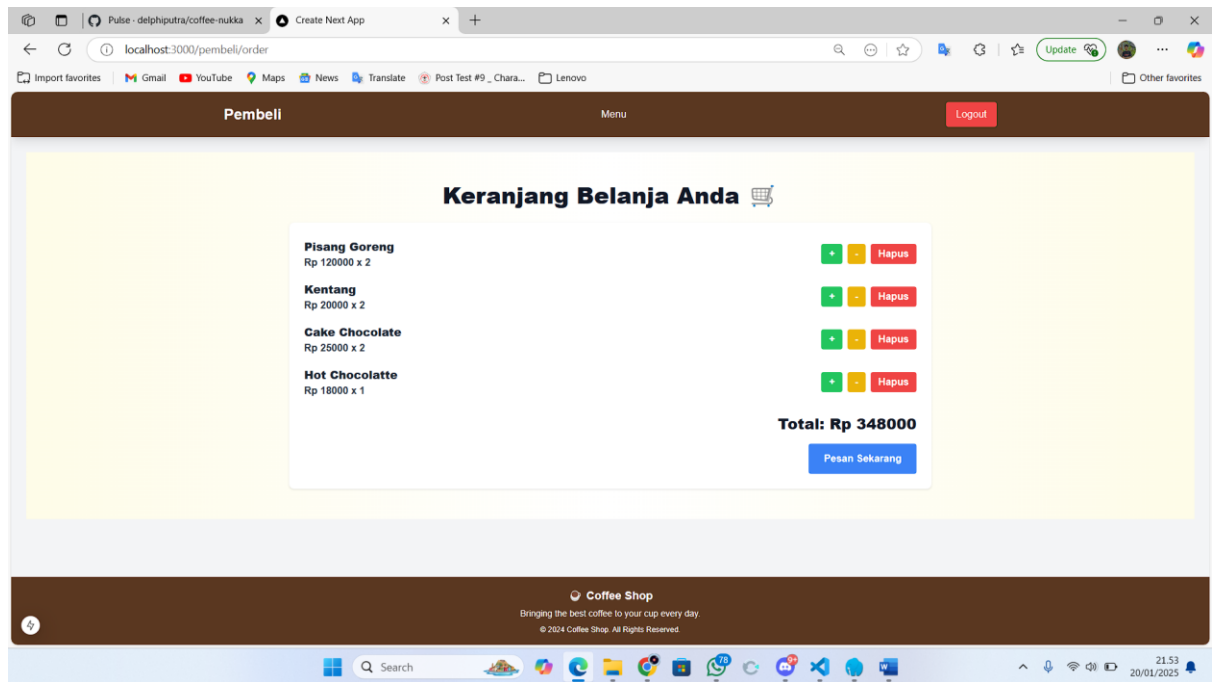 Pulse · delphiputra/coffee-nukka
Create Next App
localhost:3000/pembeli/order
Update
Import favorites
Gmail
YouTube
Maps
News
Translate
Post Test #9 _ Chara...
Lenovo
Other favorites
Pembeli
Menu
Logout
Keranjang Belanja Anda
Pisang Goreng
Rp 120000 x 2
+ - Hapus
Kentang
Rp 20000 x 2
+ - Hapus
Cake Chocolate
Rp 25000 x 2
+ - Hapus
Hot Chocolatte
Rp 18000 x 1
+ - Hapus
Total: Rp 348000
Pesan Sekarang
Coffee Shop
Bringing the best coffee to your cup every day.
© 2024 Coffee Shop. All Rights Reserved.
Search
78
9+
21.53
20/01/2025